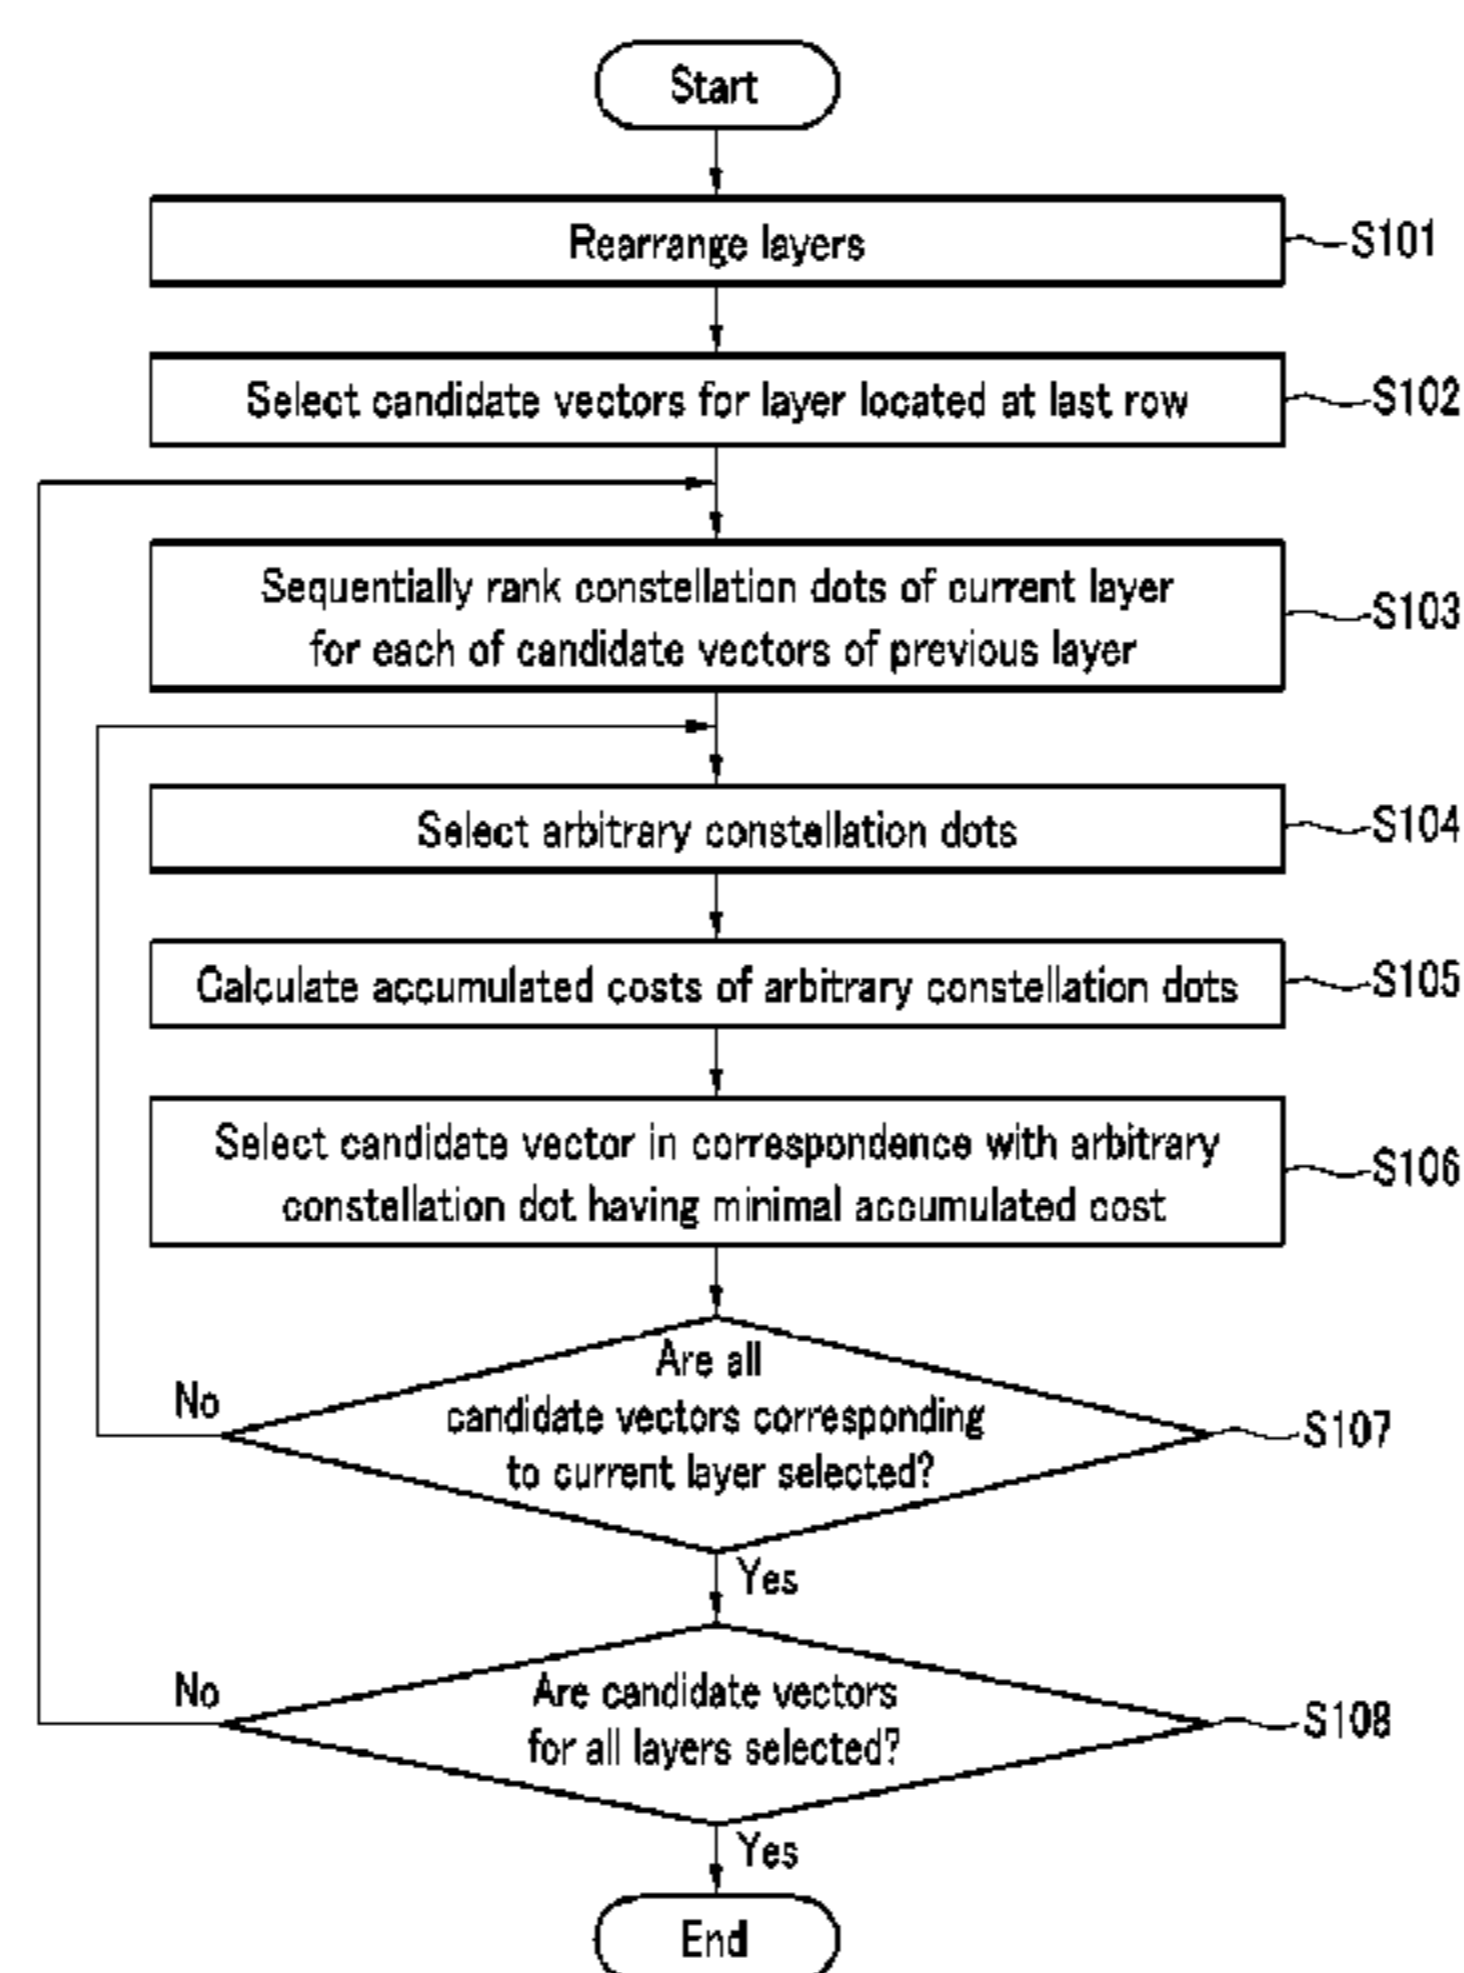 Start
Rearrange layers
S101
Select candidate vectors for layer located at last row
S102
Sequentially rank constellation dots of current layer
for each of candidate vectors of previous layer
S103
Select arbitrary constellation dots
S104
Calculate accumulated costs of arbitrary constellation dots
S105
Select candidate vector in correspondence with arbitrary
constellation dot having minimal accumulated cost
S106
Are all
candidate vectors corresponding
to current layer selected?
No
S107
Yes
Are candidate vectors
for all layers selected?
No
S108
Yes
End